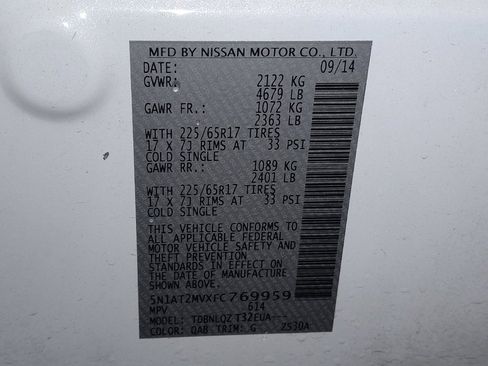 MFD BY NISSAN MOTOR CO., LTD.
DATE: 09/14
GVWR: 2122 KG
4679 LB
GAWR FR.: 1072 KG
2363 LB
WITH 225/65R17 TIRES
17 X 7J RIMS AT 33 PSI
COLD SINGLE
GAWR RR.: 1089 KG
2401 LB
WITH 225/65R17 TIRES
17 X 7J RIMS AT 33 PSI
COLD SINGLE
THIS VEHICLE CONFORMS TO
ALL APPLICABLE FEDERAL
MOTOR VEHICLE SAFETY AND
THEFT PREVENTION
STANDARDS IN EFFECT ON
THE DATE OF MANUFACTURE
SHOWN ABOVE
5N1AT2MVXFC769959
MPV 614
MODEL: TDBNLQZ T32EUA---
COLOR: QAB TRIM: G 2530A